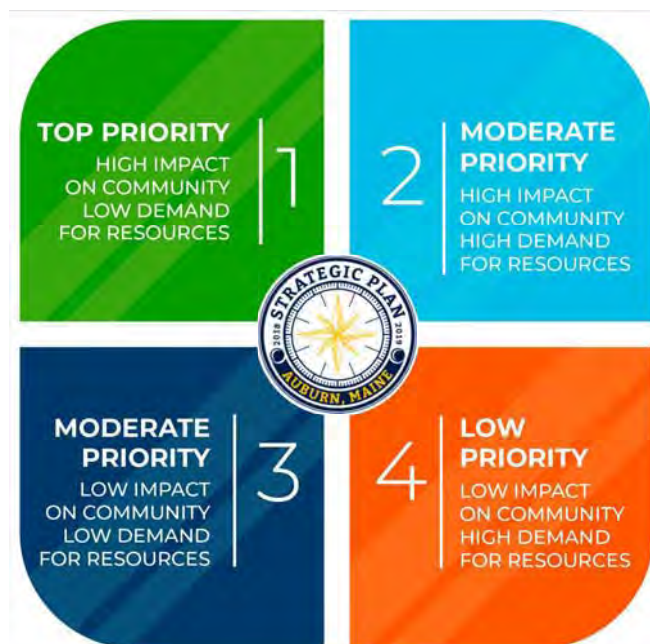 TOP PRIORITY
HIGH IMPACT
ON COMMUNITY
LOW DEMAND
FOR RESOURCES
1
2
MODERATE
PRIORITY
HIGH IMPACT
ON COMMUNITY
HIGH DEMAND
FOR RESOURCES
STRATEGIC PLAN
2018
2019
AUBURN, MAINE
MODERATE
PRIORITY
LOW IMPACT
ON COMMUNITY
LOW DEMAND
FOR RESOURCES
3
4
LOW
PRIORITY
LOW IMPACT
ON COMMUNITY
HIGH DEMAND
FOR RESOURCES